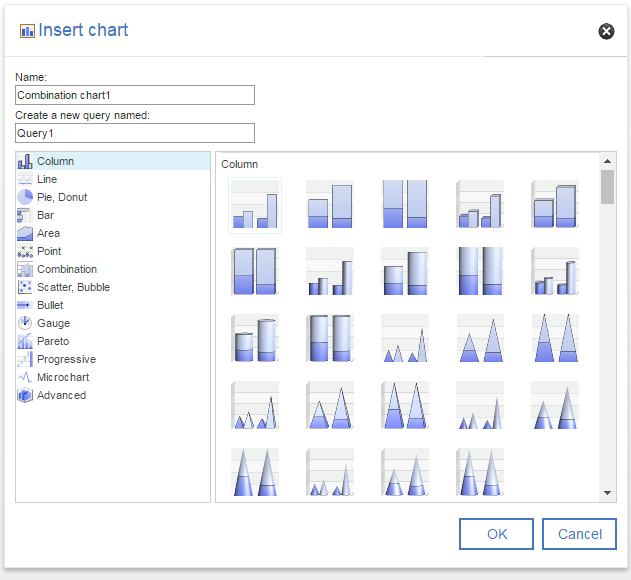 Insert chart
Name:
Combination chart1
Create a new query named:
Query1
Column
Line
Pie, Donut
Bar
Area
Point
Combination
Scatter, Bubble
Bullet
Gauge
Pareto
Progressive
Microchart
Advanced
Column
OK
Cancel